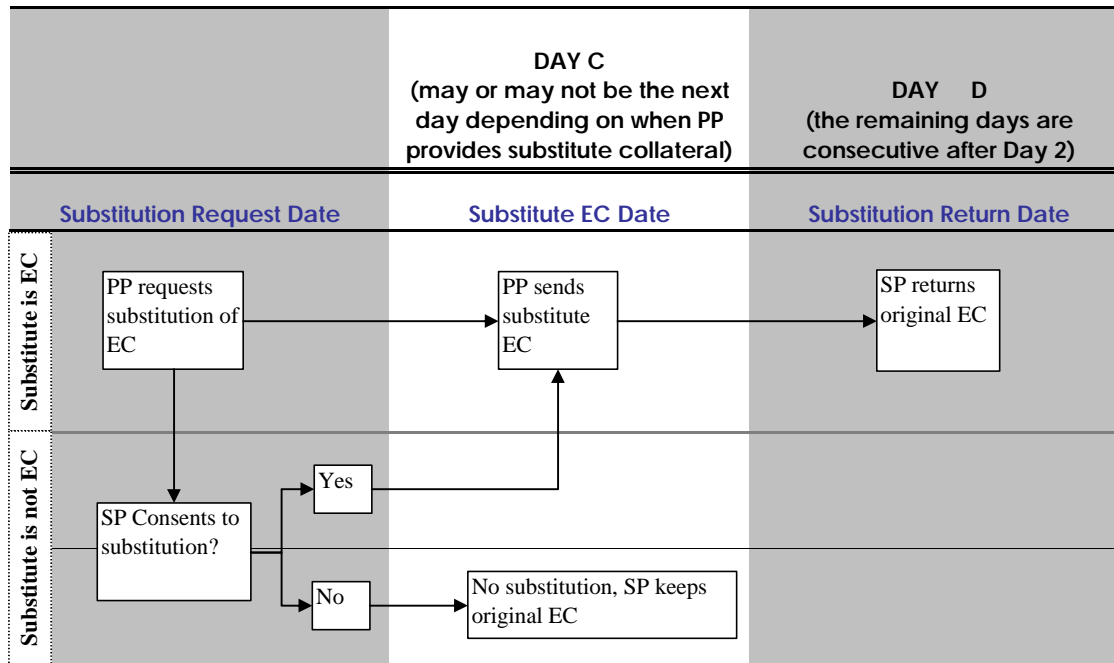 DAY C
(may or may not be the next
day depending on when PP
provides substitute collateral)
DAY D
(the remaining days are
consecutive after Day 2)
Substitution Request Date
Substitute EC Date
Substitution Return Date
Substitute is EC
PP requests
substitution of
EC
PP sends
substitute
EC
SP returns
original EC
Substitute is not EC
SP Consents to
substitution?
Yes
No
No substitution, SP keeps
original EC